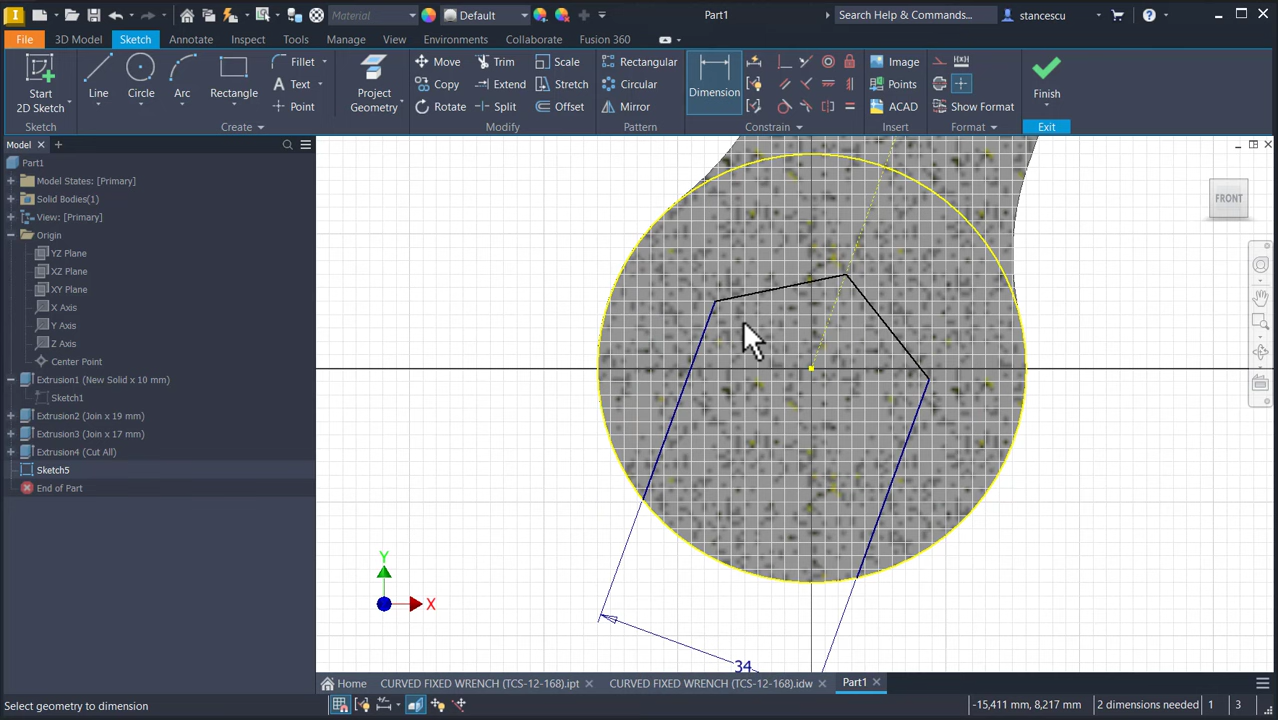 I PRO
Material
Default
Part1
Search Help & Commands...
stancescu
File
3D Model
Sketch
Annotate
Inspect
Tools
Manage
View
Environments
Collaborate
Fusion 360
Start
2D Sketch
Line
Circle
Arc
Rectangle
Fillet
Text
Point
Project
Geometry
Move
Copy
Rotate
Trim
Extend
Split
Scale
Stretch
Offset
Rectangular
Circular
Mirror
Dimension
Image
Points
ACAD
Show Format
Finish
Sketch
Create
Modify
Pattern
Constrain
Insert
Format
Exit
Model
Part1
Model States: [Primary]
Solid Bodies(1)
View: [Primary]
Origin
YZ Plane
XZ Plane
XY Plane
X Axis
Y Axis
Z Axis
Center Point
Extrusion1 (New Solid x 10 mm)
Sketch1
Extrusion2 (Join x 19 mm)
Extrusion3 (Join x 17 mm)
Extrusion4 (Cut All)
Sketch5
End of Part
FRONT
Y
X
34
Home
CURVED FIXED WRENCH (TCS-12-168).ipt
CURVED FIXED WRENCH (TCS-12-168).idw
Part1
Select geometry to dimension
-15,411 mm, 8,217 mm
2 dimensions needed
1
3